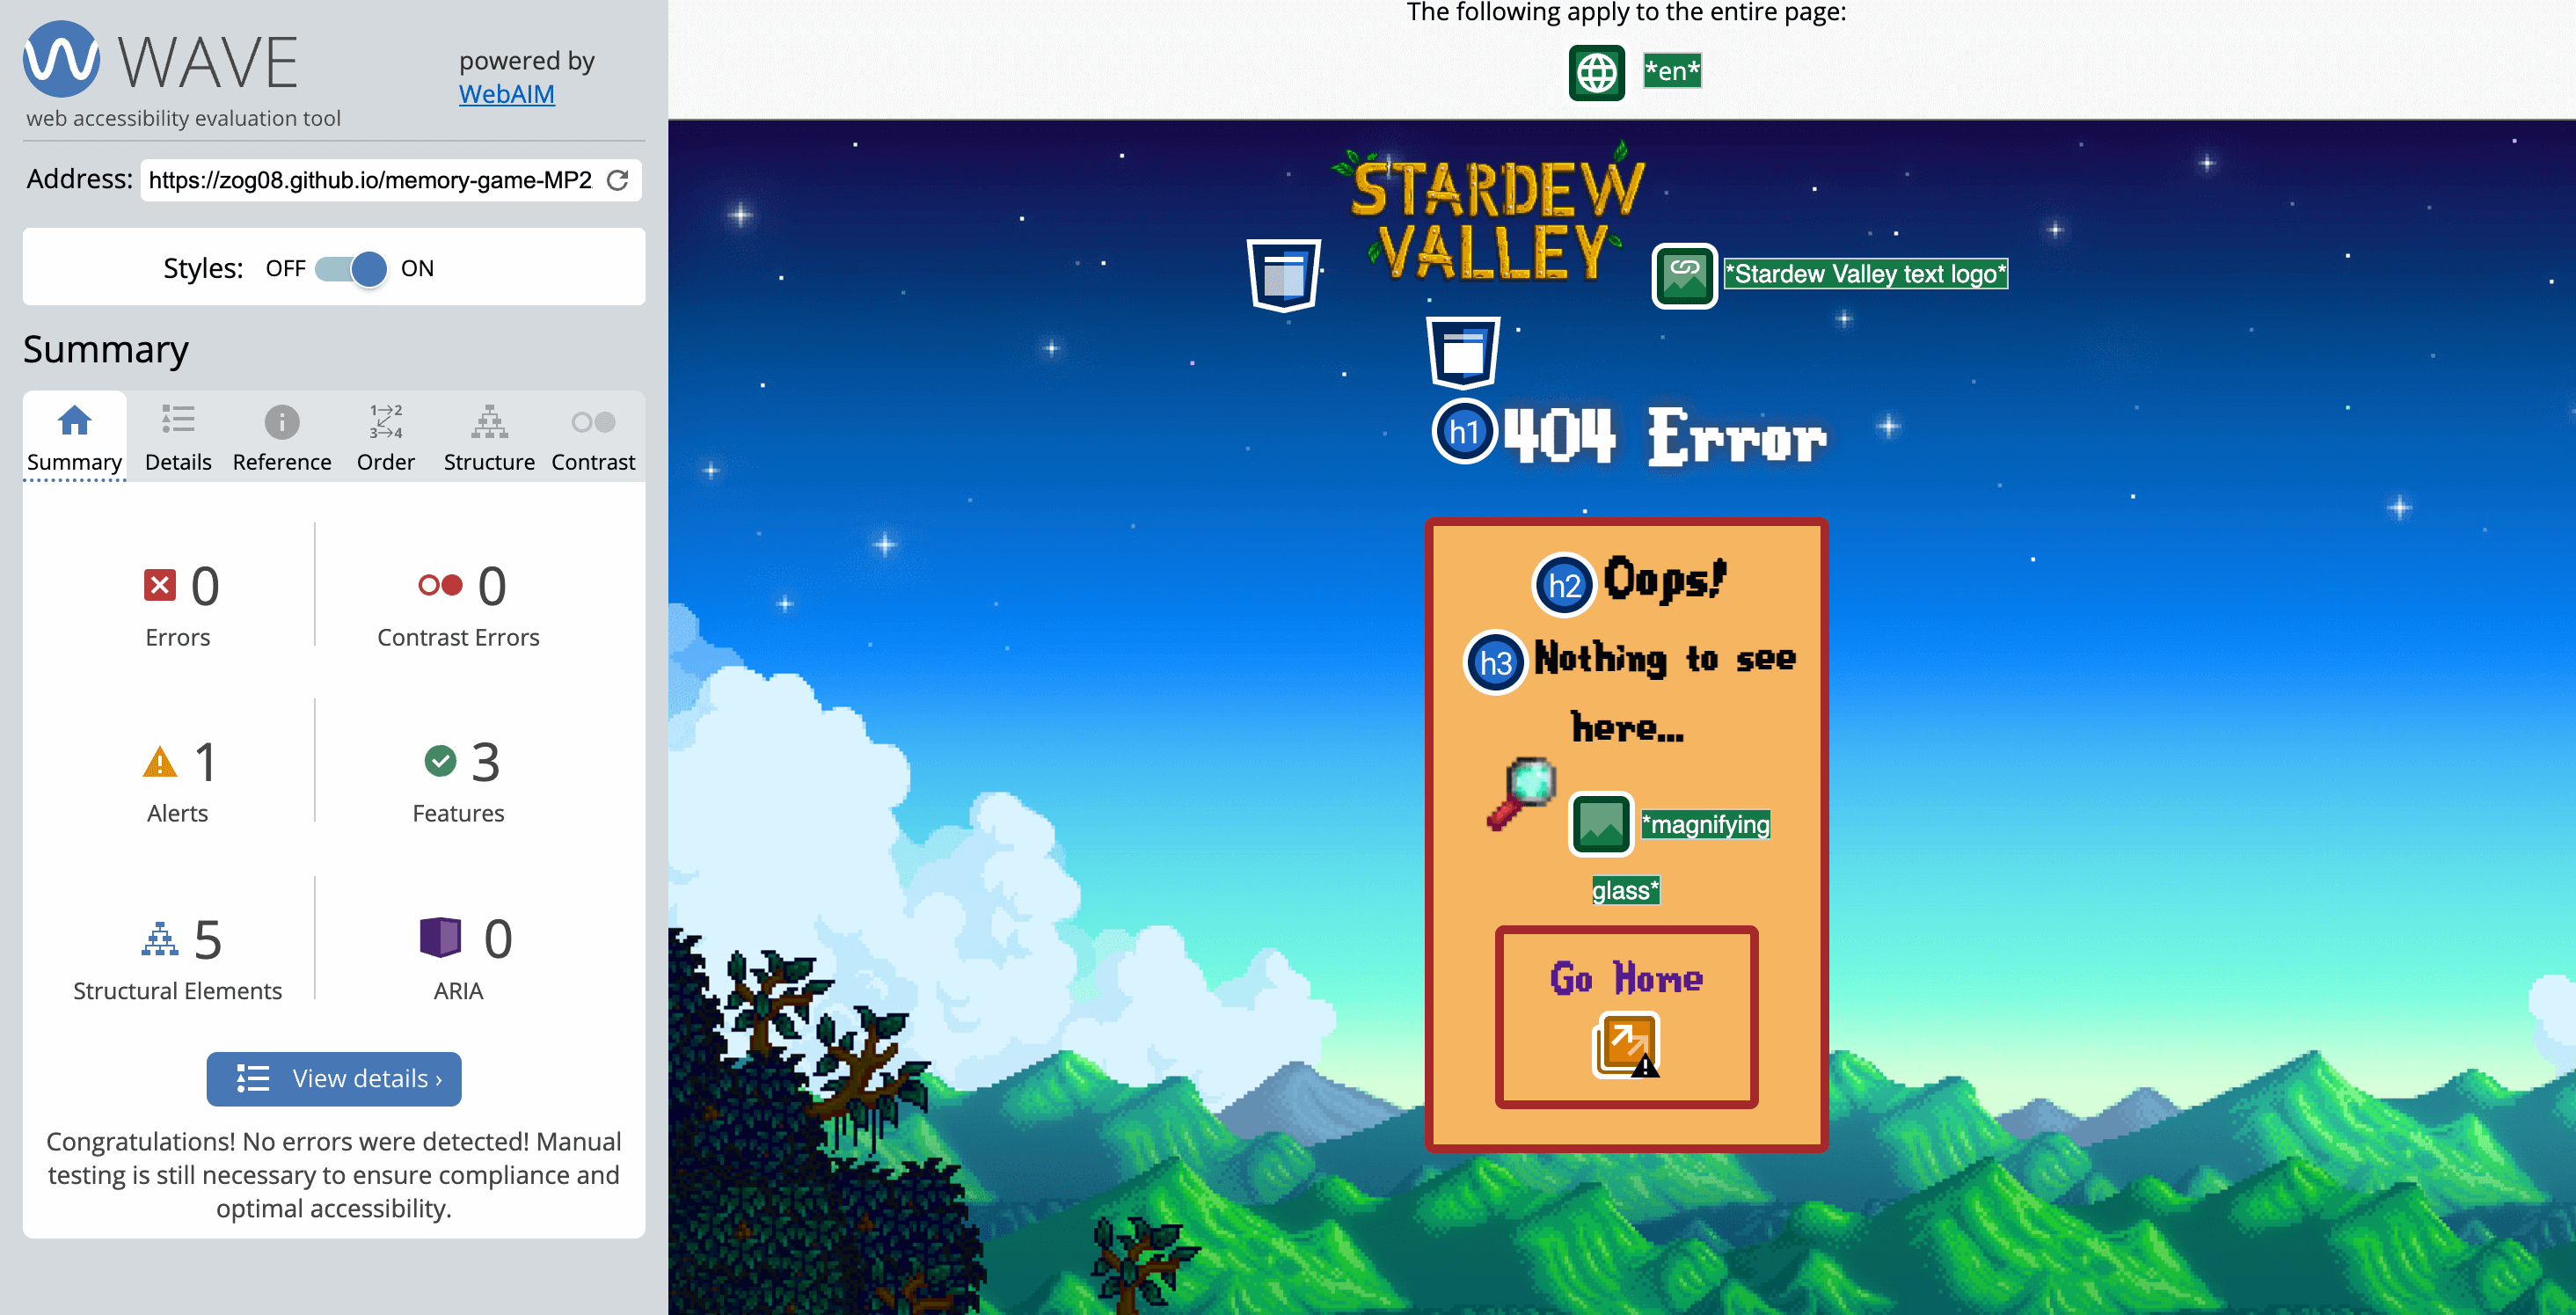 WAVE
powered by
WebAIM
web accessibility evaluation tool
Address: https://zog08.github.io/memory-game-MP2
Styles: OFF ON
Summary
Summary Details Reference 1 2 3 4 Order Structure Contrast
0 0
Errors Contrast Errors
1 3
Alerts Features
5 0
Structural Elements ARIA
View details ›
Congratulations! No errors were detected! Manual
testing is still necessary to ensure compliance and
optimal accessibility.
The following apply to the entire page:
*en*
STARDEW
VALLEY
*Stardew Valley text logo*
h1 404 Error
h2 Oops!
h3 Nothing to see
here...
*magnifying
glass*
Go Home